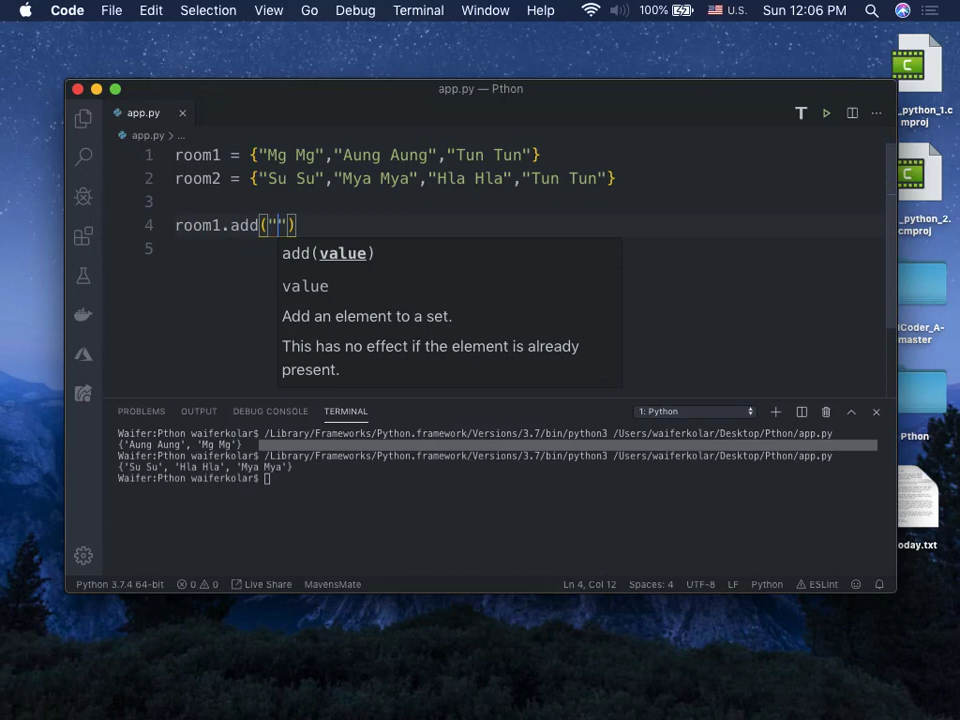 Code File Edit Selection View Go Debug Terminal Window Help 100% U.S. Sun 12:06 PM
app.py — Pthon
app.py
app.py > ...
1 room1 = {"Mg Mg","Aung Aung","Tun Tun"}
2 room2 = {"Su Su","Mya Mya","Hla Hla","Tun Tun"}
3
4 room1.add("")
5
add(value)
value
Add an element to a set.
This has no effect if the element is already
present.
PROBLEMS OUTPUT DEBUG CONSOLE TERMINAL 1: Python
Waifer:Pthon waiferkolar$ /Library/Frameworks/Python.framework/Versions/3.7/bin/python3 /Users/waiferkolar/Desktop/Pthon/app.py
{'Aung Aung', 'Mg Mg'}
Waifer:Pthon waiferkolar$ /Library/Frameworks/Python.framework/Versions/3.7/bin/python3 /Users/waiferkolar/Desktop/Pthon/app.py
{'Su Su', 'Hla Hla', 'Mya Mya'}
Waifer:Pthon waiferkolar$
Python 3.7.4 64-bit 0 0 Live Share MavensMate Ln 4, Col 12 Spaces: 4 UTF-8 LF Python ESLint
C
_python_1.c
mproj
C
_python_2.
cmproj
lCoder_A-
master
Pthon
oday.txt